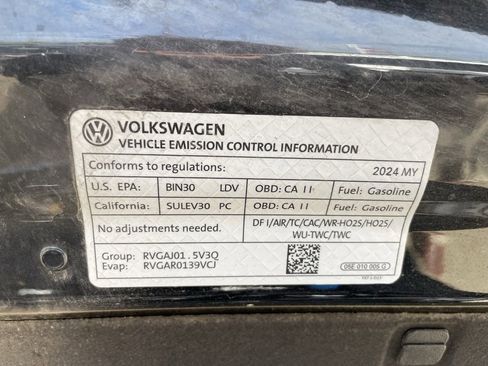 VOLKSWAGEN
VEHICLE EMISSION CONTROL INFORMATION
Conforms to regulations: 2024 MY
U.S. EPA: BIN30 LDV OBD: CA II Fuel: Gasoline
California: SULEV30 PC OBD: CA II Fuel: Gasoline
No adjustments needed. DFI/AIR/TC/CAC/WR-HO2S/HO2S/
WU-TWC/TWC
Group: RVGAJ01.5V3Q
Evap: RVGAR0139VCJ
05E 010 005 G